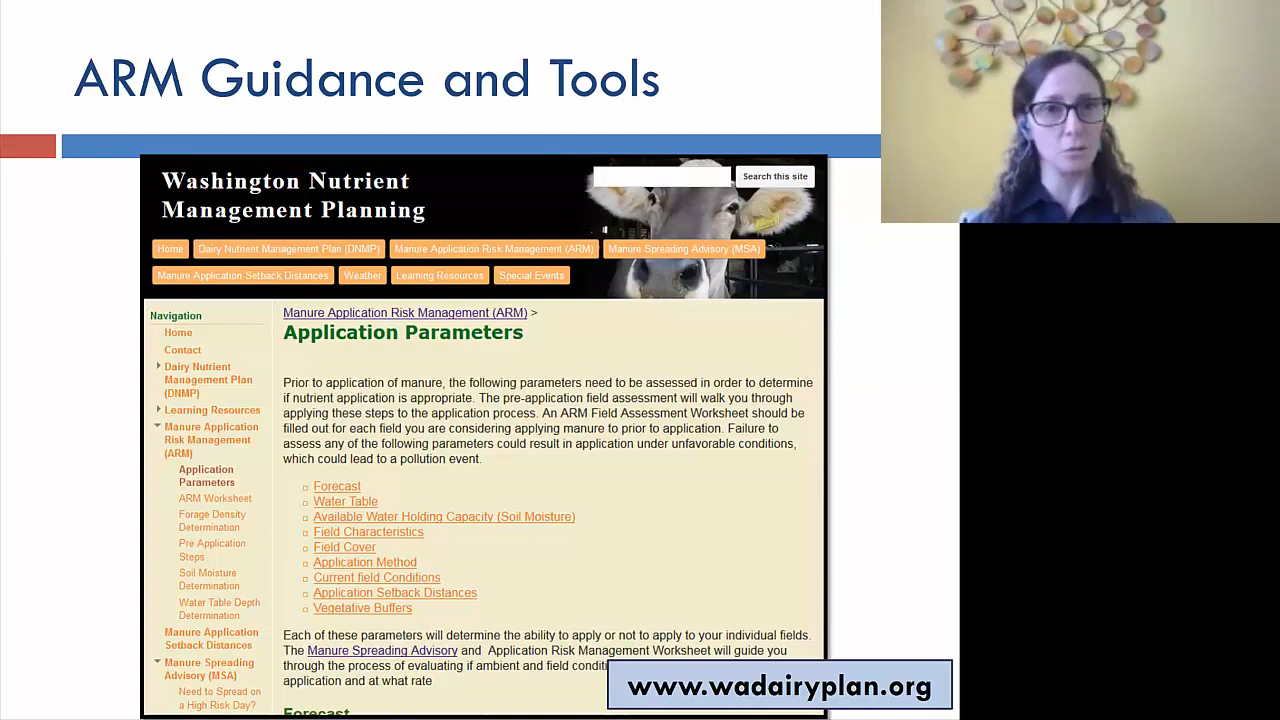 ARM Guidance and Tools
Washington Nutrient
Management Planning
Search this site
Home
Dairy Nutrient Management Plan (DNMP)
Manure Application Risk Management (ARM)
Manure Spreading Advisory (MSA)
Manure Application Setback Distances
Weather
Learning Resources
Special Events
Navigation
Home
Contact
Dairy Nutrient
Management Plan
(DNMP)
Learning Resources
Manure Application
Risk Management
(ARM)
Application
Parameters
ARM Worksheet
Forage Density
Determination
Pre Application
Steps
Soil Moisture
Determination
Water Table Depth
Determination
Manure Application
Setback Distances
Manure Spreading
Advisory (MSA)
Need to Spread on
a High Risk Day?
Manure Application Risk Management (ARM) >
Application Parameters
Prior to application of manure, the following parameters need to be assessed in order to determine
if nutrient application is appropriate. The pre-application field assessment will walk you through
applying these steps to the application process. An ARM Field Assessment Worksheet should be
filled out for each field you are considering applying manure to prior to application. Failure to
assess any of the following parameters could result in application under unfavorable conditions,
which could lead to a pollution event.
Forecast
Water Table
Available Water Holding Capacity (Soil Moisture)
Field Characteristics
Field Cover
Application Method
Current field Conditions
Application Setback Distances
Vegetative Buffers
Each of these parameters will determine the ability to apply or not to apply to your individual fields.
The Manure Spreading Advisory and Application Risk Management Worksheet will guide you
through the process of evaluating if ambient and field condit
application and at what rate
Forecast
www.wadairyplan.org